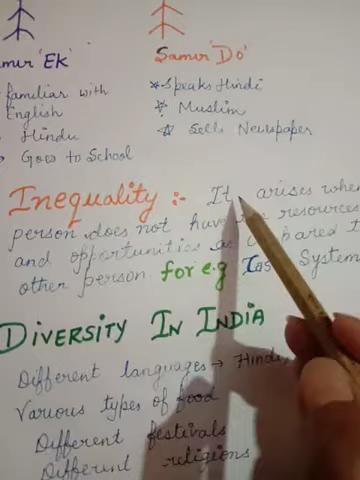 Samir 'Ek'
Samir 'Do'
familiar with
English
Hindu
Goes to School
Speaks Hindi
Muslim
Sells Newspaper
Inequality :- It arises when
person does not have resources
and opportunities as compared
other person. for e.g System
DIVERSITY IN INDIA
Different languages → Hindi,
Various types of food
Different festivals
Different religions